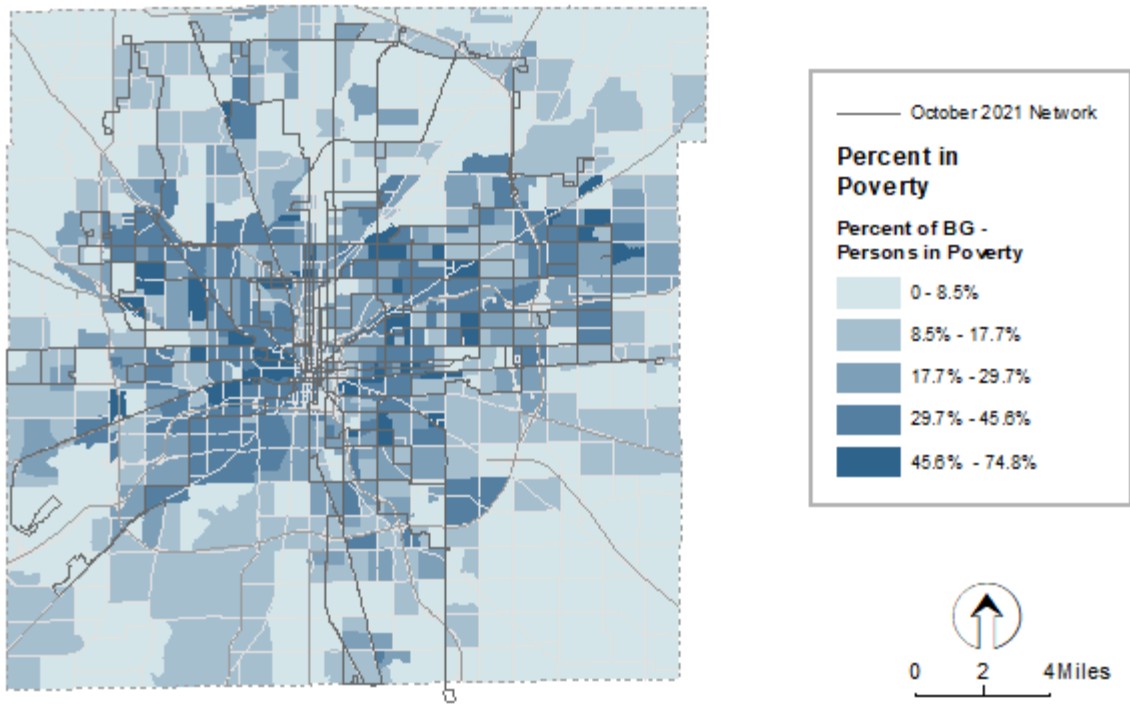 October 2021 Network
Percent in
Poverty
Percent of BG -
Persons in Poverty
0 - 8.5%
8.5% - 17.7%
17.7% - 29.7%
29.7% - 45.6%
45.6% - 74.8%
0 2 4 Miles